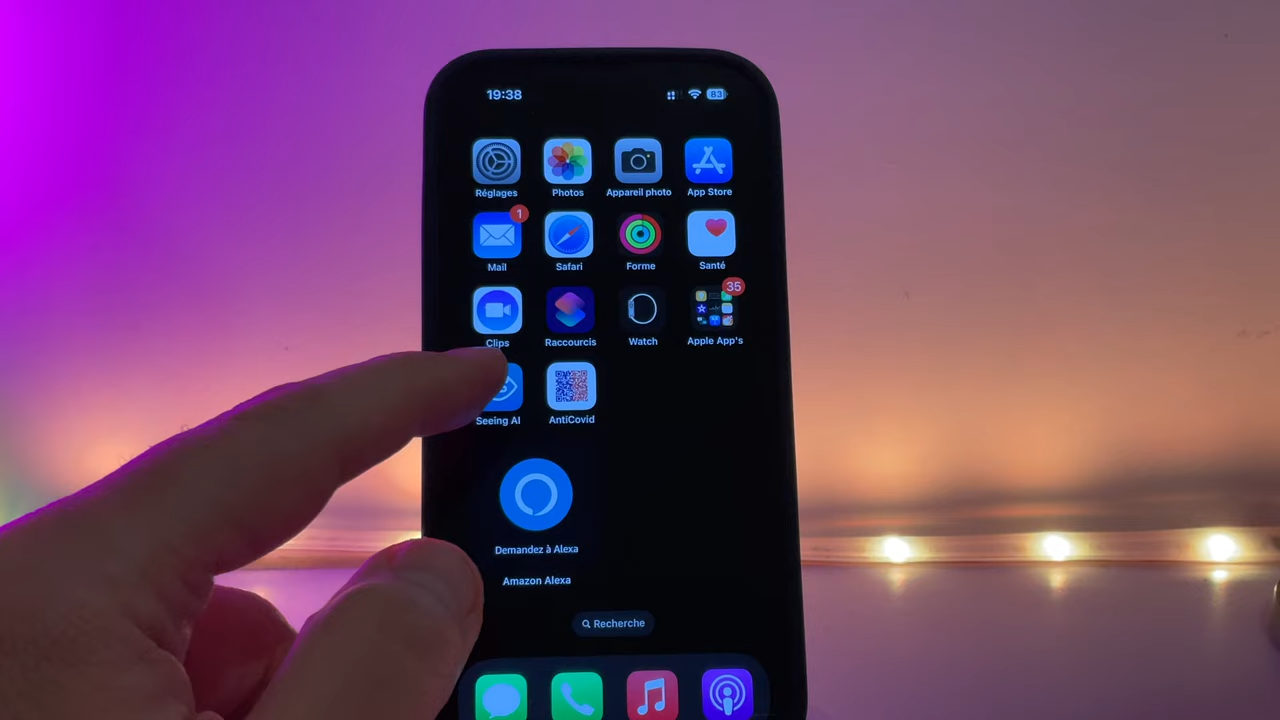 19:38 83
Réglages Photos Appareil photo App Store
1
Mail Safari Forme Santé
35
Clips Raccourcis Watch Apple App's
Seeing AI AntiCovid
Demandez à Alexa
Amazon Alexa
Recherche